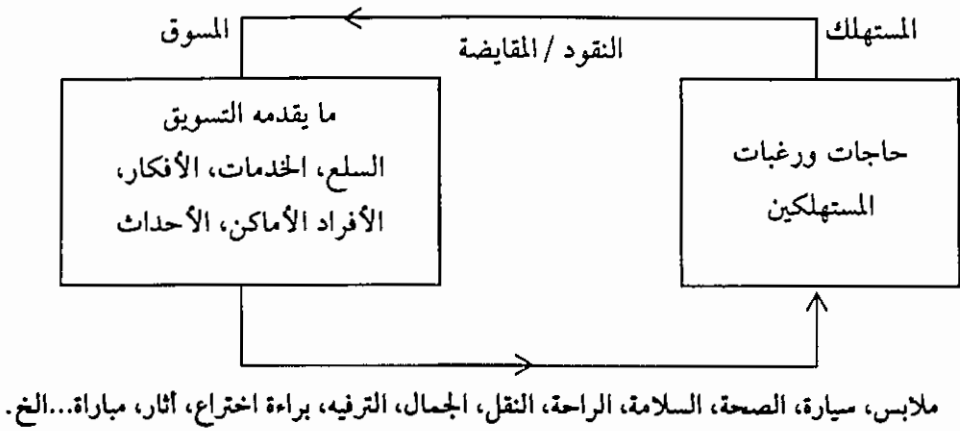 المستهلك
المسوق
النقود / المقايضة
حاجات ورغبات
المستهلكين
ما يقدمه التسويق
السلع، الخدمات، الأفكار،
الأفراد الأماكن، الأحداث
ملابس، سيارة، الصحة، السلامة، الراحة، النقل، الجمال، الترفيه، براءة اختراع، أثار، مباراة...الخ.